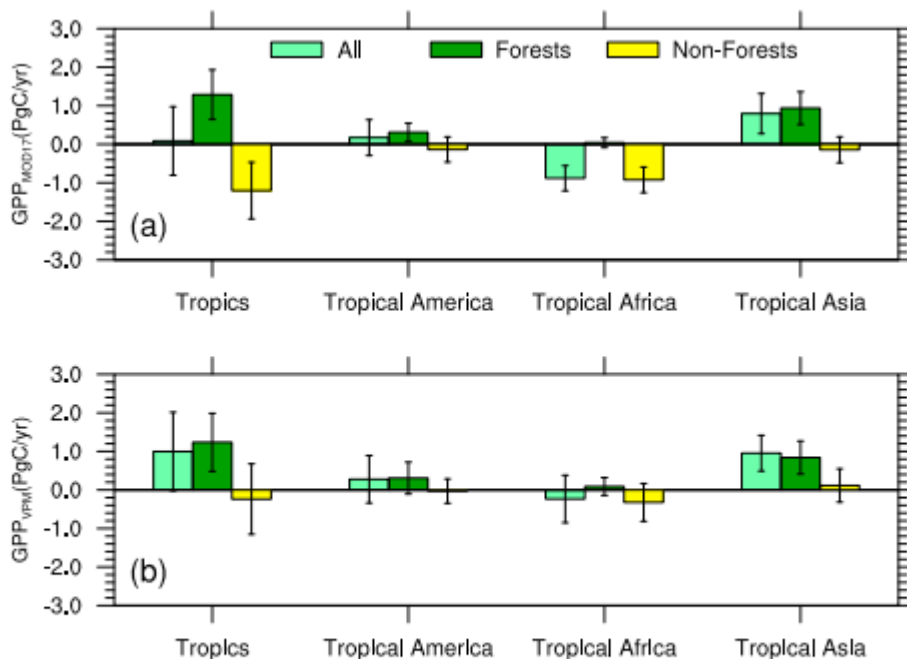 3.0
All Forests Non-Forests
2.0
1.0
0.0
-1.0
-2.0
-3.0
GPP_MOD17(PgC/yr)
(a)
Tropics Tropical America Tropical Africa Tropical Asia
3.0
2.0
1.0
0.0
-1.0
-2.0
-3.0
GPP_VPM(PgC/yr)
(b)
Tropics Tropical America Tropical Africa Tropical Asia